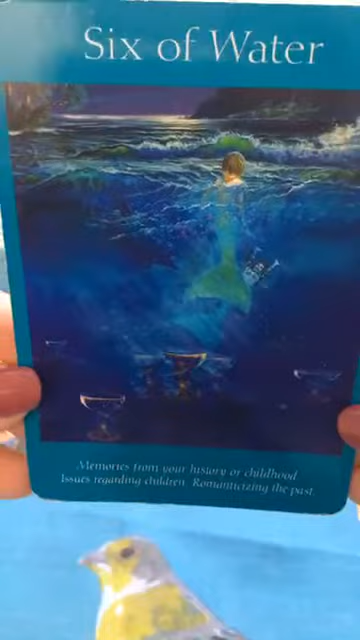 Six of Water
Memories from your history or childhood
Issues regarding children. Romanticizing the past.